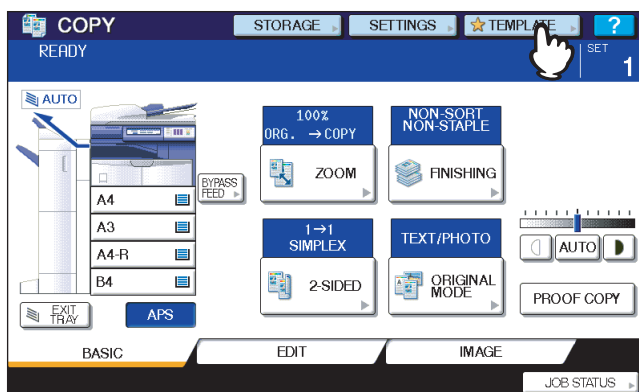 COPY
STORAGE
SETTINGS
TEMPLATE
?
READY
SET
1
AUTO
100%
ORG. →COPY
ZOOM
NON-SORT
NON-STAPLE
FINISHING
BYPASS
FEED
A4
A3
A4-R
B4
1→1
SIMPLEX
2-SIDED
TEXT/PHOTO
ORIGINAL
MODE
AUTO
PROOF COPY
EXIT
TRAY
APS
BASIC
EDIT
IMAGE
JOB STATUS